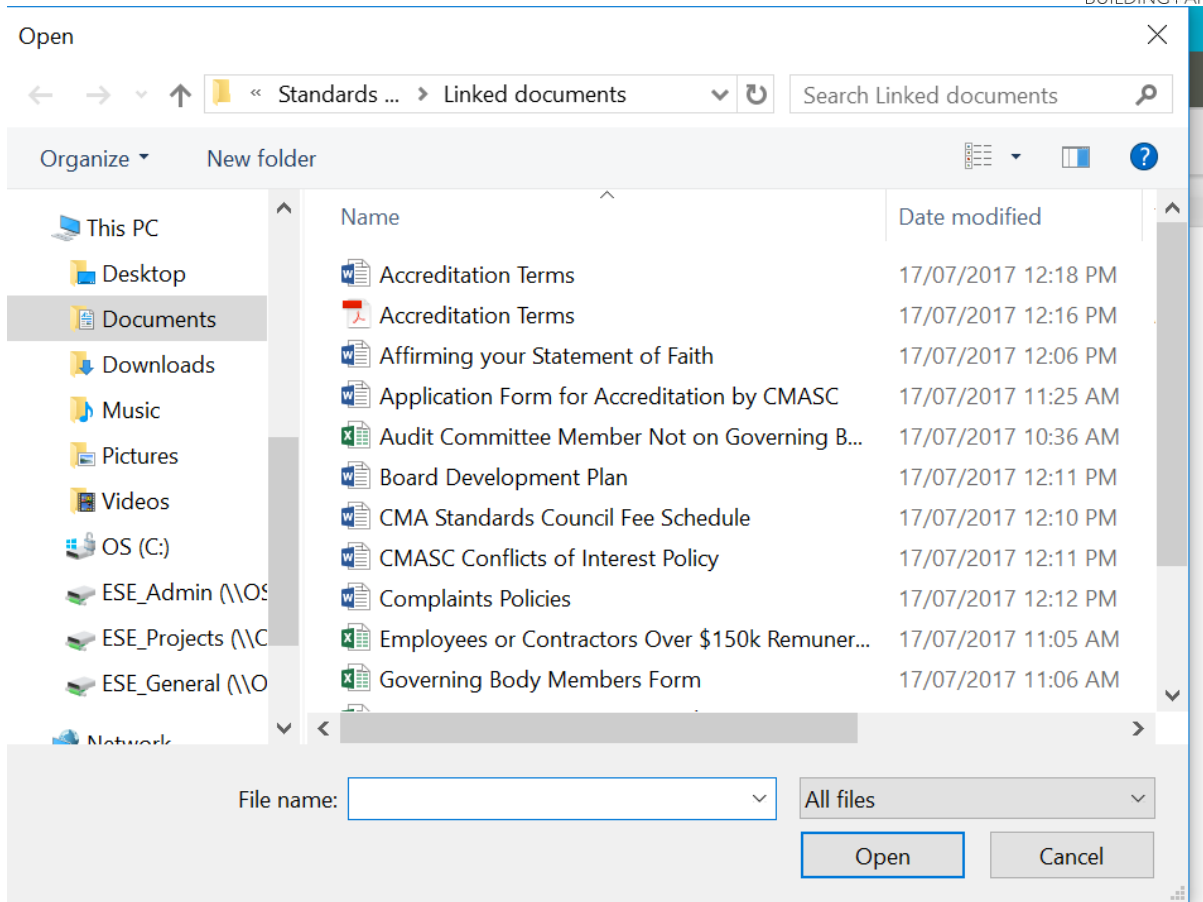 Open
« Standards ... > Linked documents
Search Linked documents
Organize
New folder
Name
Date modified
This PC
Desktop
Documents
Downloads
Music
Pictures
Videos
OS (C:)
ESE_Admin (\\OS
ESE_Projects (\\O
ESE_General (\\O
Network
Accreditation Terms 17/07/2017 12:18 PM
Accreditation Terms 17/07/2017 12:16 PM
Affirming your Statement of Faith 17/07/2017 12:06 PM
Application Form for Accreditation by CMASC 17/07/2017 11:25 AM
Audit Committee Member Not on Governing B... 17/07/2017 10:36 AM
Board Development Plan 17/07/2017 12:11 PM
CMA Standards Council Fee Schedule 17/07/2017 12:10 PM
CMASC Conflicts of Interest Policy 17/07/2017 12:11 PM
Complaints Policies 17/07/2017 12:12 PM
Employees or Contractors Over $150k Remuner... 17/07/2017 11:05 AM
Governing Body Members Form 17/07/2017 11:06 AM
File name:
All files
Open
Cancel